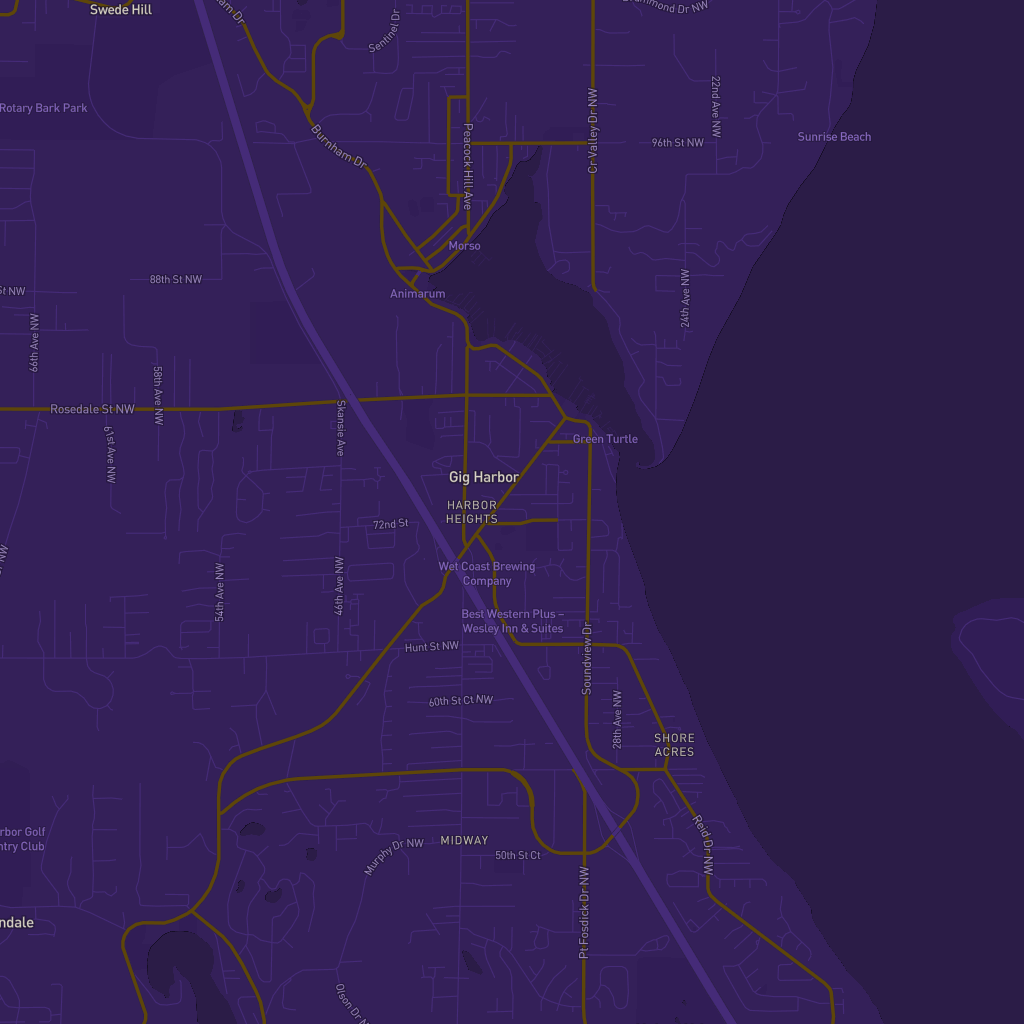 Swede Hill
Sentinel Dr
Drummond Dr NW
Rotary Bark Park
Burnham Dr
Peacock Hill Ave
Cr Valley Dr NW
22nd Ave NW
96th St NW
Sunrise Beach
Morso
88th St NW
Animarum
St NW
24th Ave NW
66th Ave NW
58th Ave NW
Rosedale St NW
Skansie Ave
61st Ave NW
Green Turtle
Gig Harbor
HARBOR
HEIGHTS
72nd St
Wet Coast Brewing
Company
54th Ave NW
46th Ave NW
Best Western Plus –
Wesley Inn & Suites
Hunt St NW
Soundview Dr
60th St Ct NW
28th Ave NW
SHORE
ACRES
rbor Golf
ntry Club
Murphy Dr NW
MIDWAY
50th St Ct
Reid Dr NW
Pt Fosdick Dr NW
ndale
Olson Dr N